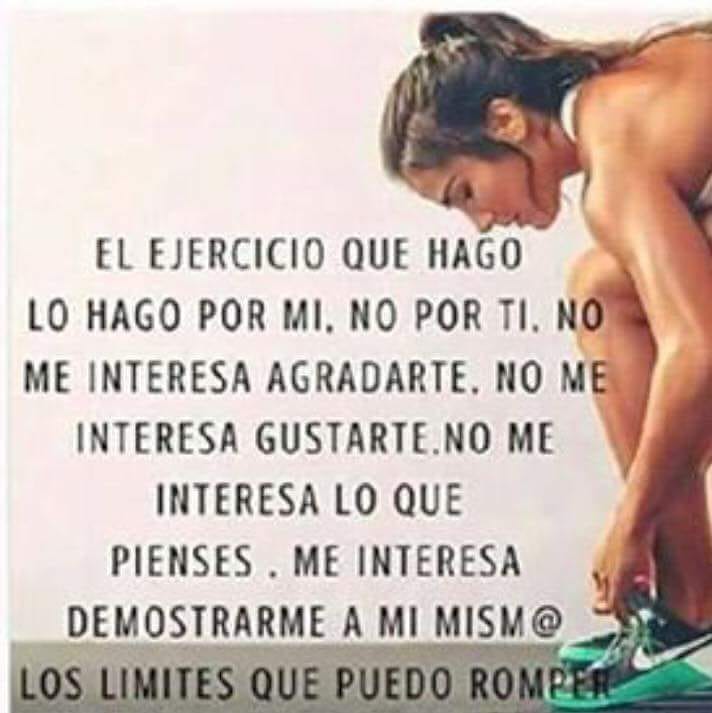 EL EJERCICIO QUE HAGO
LO HAGO POR MI, NO POR TI. NO
ME INTERESA AGRADARTE. NO ME
INTERESA GUSTARTE.NO ME
INTERESA LO QUE
PIENSES . ME INTERESA
DEMOSTRARME A MI MISM@
LOS LIMITES QUE PUEDO ROMPER